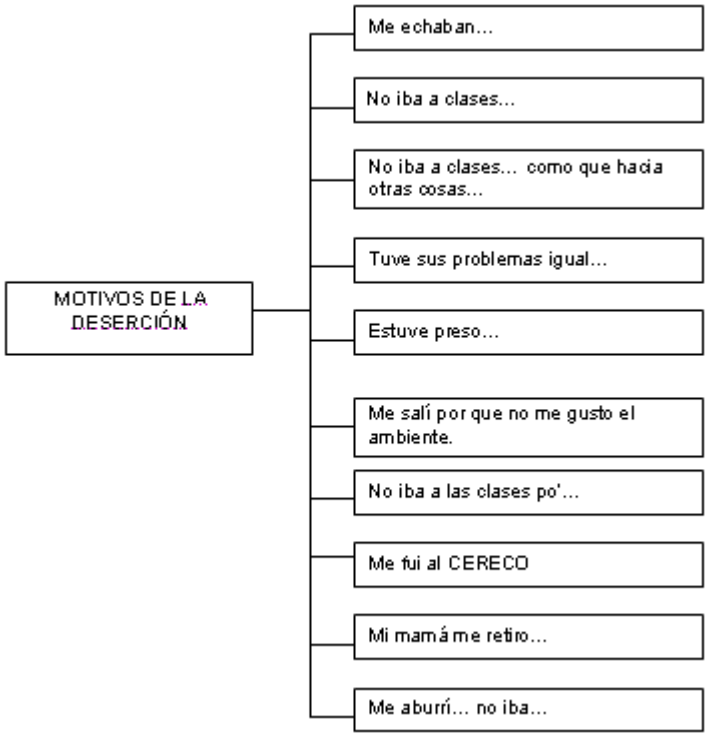 Me echaban...
No iba a clases...
No iba a clases... como que hacia
otras cosas...
Tuve sus problemas igual...
MOTIVOS DE LA
DESERCIÓN
Estuve preso...
Me salí por que no me gusto el
ambiente.
No iba a las clases po'...
Me fui al CERECO
Mi mamá me retiro...
Me aburrí... no iba...